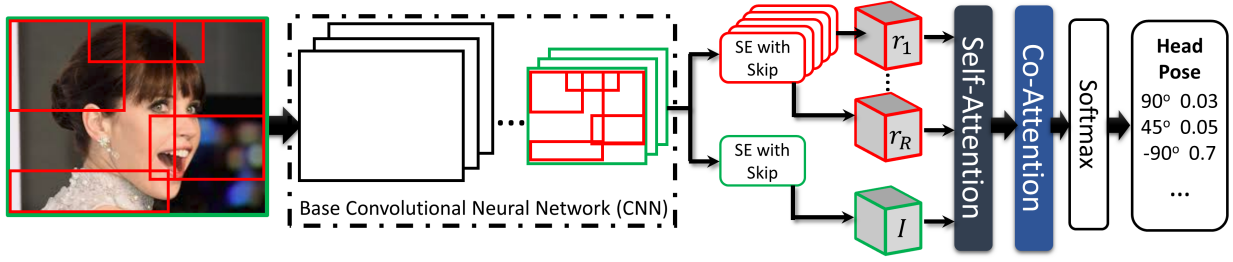 SE with
Skip
r₁
r_R
SE with
Skip
I
Base Convolutional Neural Network (CNN)
Self-Attention
Co-Attention
Softmax
Head
Pose
90° 0.03
45° 0.05
-90° 0.7
...